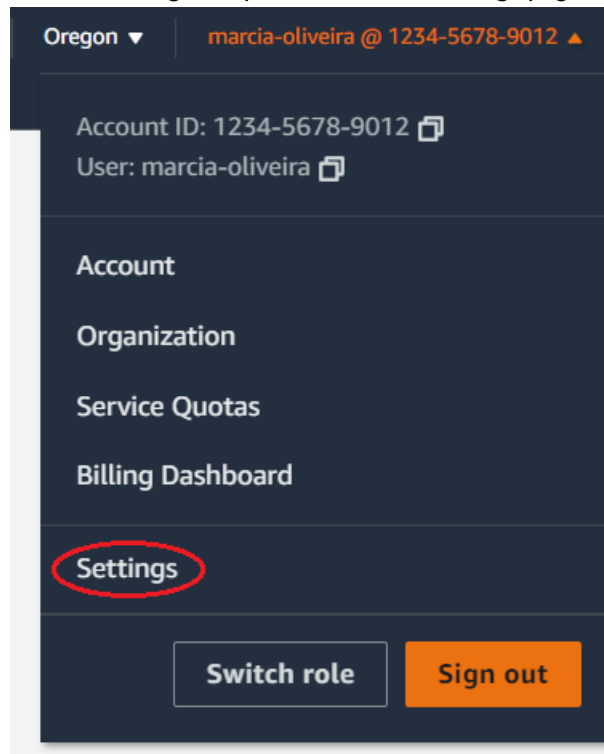 Oregon ▼ marcia-oliveira @ 1234-5678-9012 ▲
Account ID: 1234-5678-9012
User: marcia-oliveira
Account
Organization
Service Quotas
Billing Dashboard
Settings
Switch role Sign out